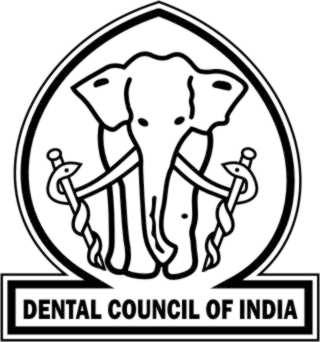 DENTAL COUNCIL OF INDIA